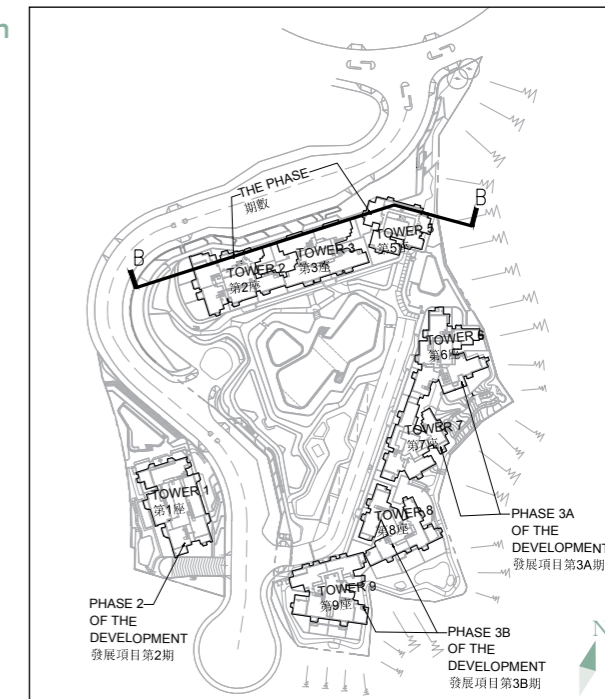 n
THE PHASE
期數
B
B
TOWER 5
第5座
TOWER 3
第3座
TOWER 2
第2座
TOWER 6
第6座
TOWER 7
第7座
TOWER 1
第1座
TOWER 8
第8座
PHASE 3A
OF THE
DEVELOPMENT
發展項目第3A期
TOWER 9
第9座
PHASE 2
OF THE
DEVELOPMENT
發展項目第2期
PHASE 3B
OF THE
DEVELOPMENT
發展項目第3B期
N